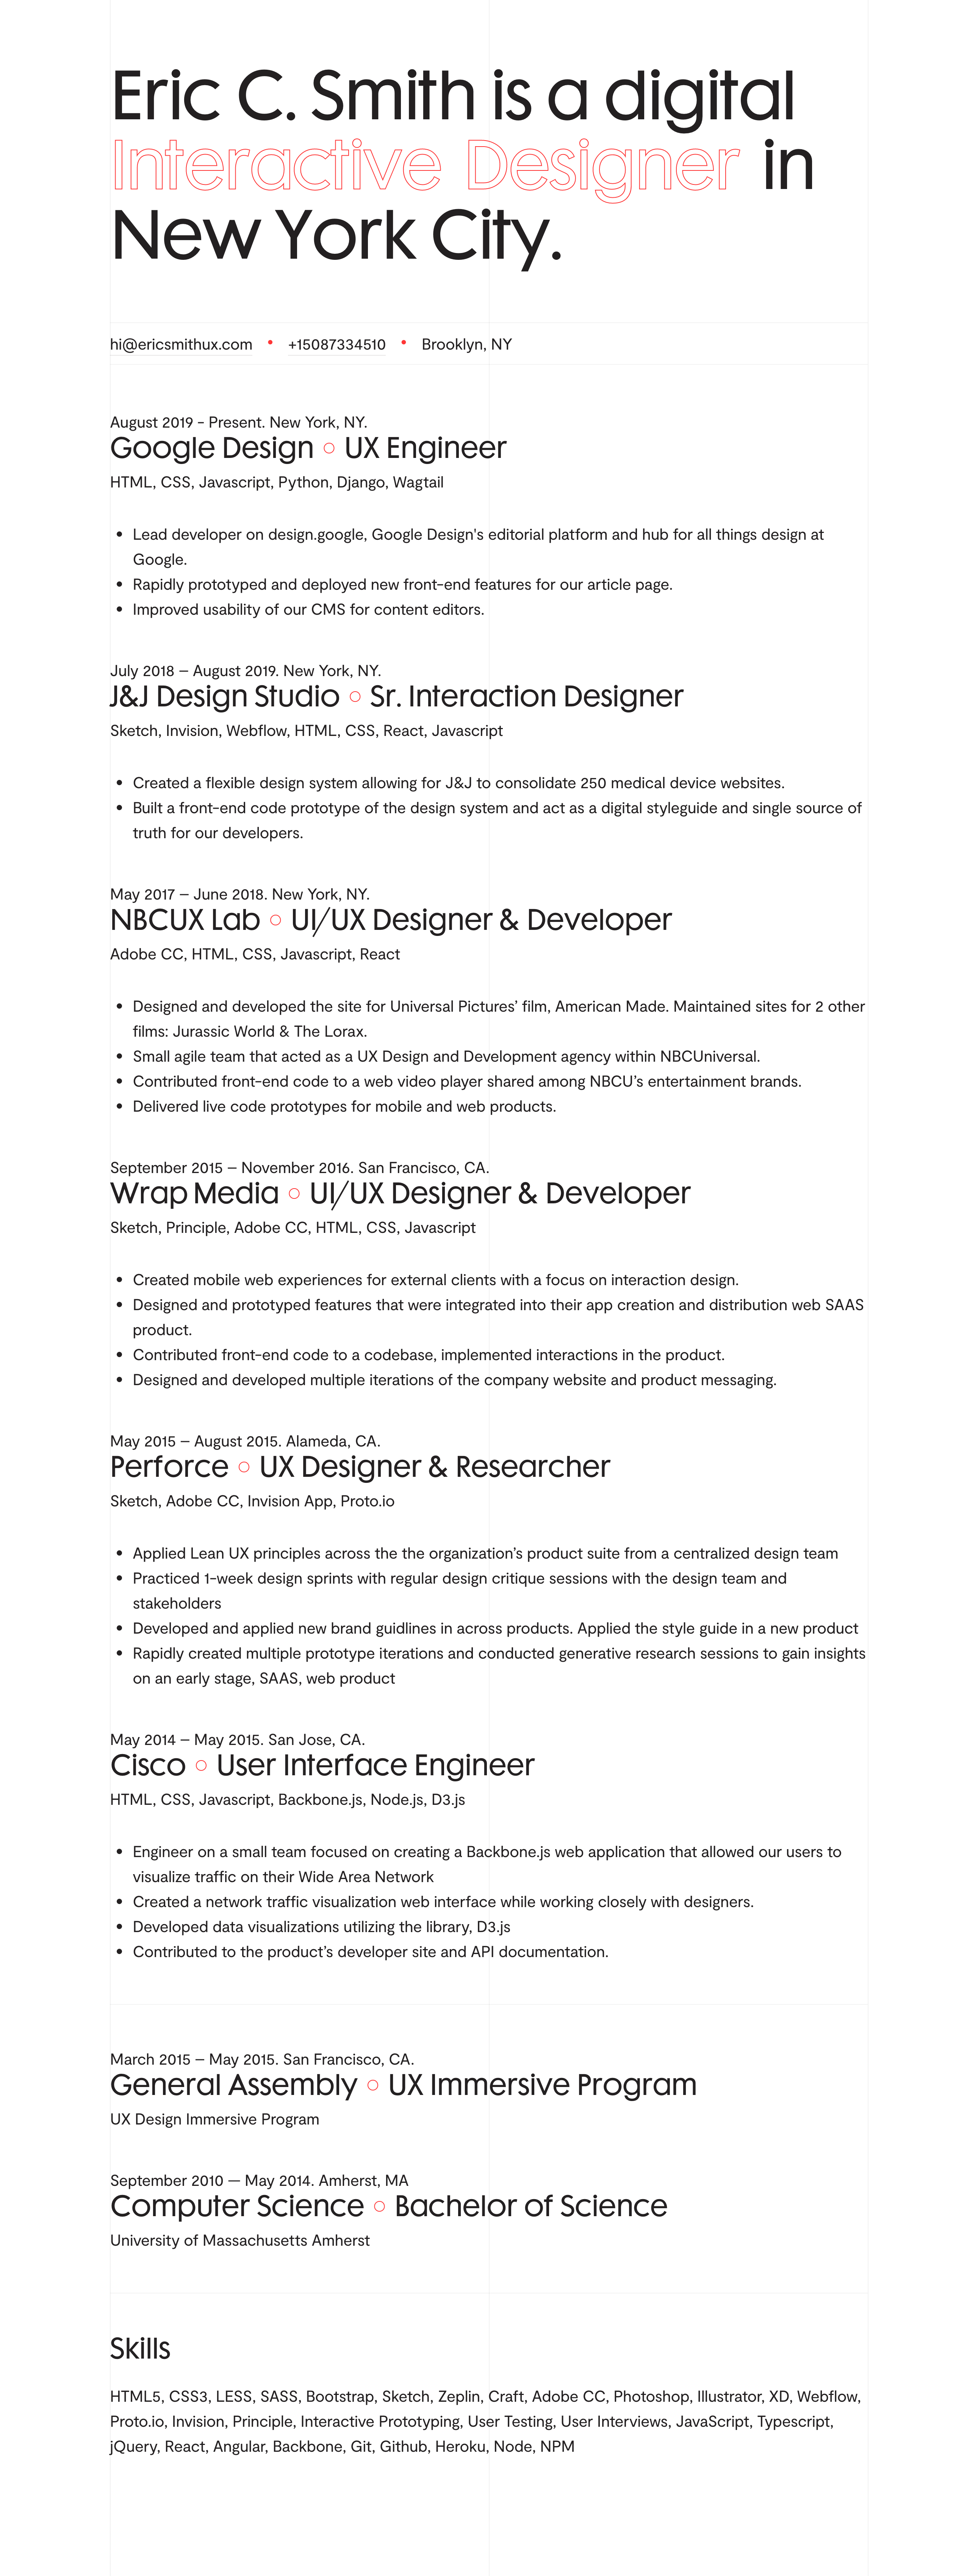 Eric C. Smith is a digital
Interactive Designer in
New York City.
hi@ericsmithux.com • +15087334510 • Brooklyn, NY
August 2019 - Present. New York, NY.
Google Design ○ UX Engineer
HTML, CSS, Javascript, Python, Django, Wagtail
• Lead developer on design.google, Google Design's editorial platform and hub for all things design at
Google.
• Rapidly prototyped and deployed new front-end features for our article page.
• Improved usability of our CMS for content editors.
July 2018 – August 2019. New York, NY.
J&J Design Studio ○ Sr. Interaction Designer
Sketch, Invision, Webflow, HTML, CSS, React, Javascript
• Created a flexible design system allowing for J&J to consolidate 250 medical device websites.
• Built a front-end code prototype of the design system and act as a digital styleguide and single source of
truth for our developers.
May 2017 – June 2018. New York, NY.
NBCUX Lab ○ UI/UX Designer & Developer
Adobe CC, HTML, CSS, Javascript, React
• Designed and developed the site for Universal Pictures’ film, American Made. Maintained sites for 2 other
films: Jurassic World & The Lorax.
• Small agile team that acted as a UX Design and Development agency within NBCUniversal.
• Contributed front-end code to a web video player shared among NBCU’s entertainment brands.
• Delivered live code prototypes for mobile and web products.
September 2015 – November 2016. San Francisco, CA.
Wrap Media ○ UI/UX Designer & Developer
Sketch, Principle, Adobe CC, HTML, CSS, Javascript
• Created mobile web experiences for external clients with a focus on interaction design.
• Designed and prototyped features that were integrated into their app creation and distribution web SAAS
product.
• Contributed front-end code to a codebase, implemented interactions in the product.
• Designed and developed multiple iterations of the company website and product messaging.
May 2015 – August 2015. Alameda, CA.
Perforce ○ UX Designer & Researcher
Sketch, Adobe CC, Invision App, Proto.io
• Applied Lean UX principles across the the organization’s product suite from a centralized design team
• Practiced 1-week design sprints with regular design critique sessions with the design team and
stakeholders
• Developed and applied new brand guidlines in across products. Applied the style guide in a new product
• Rapidly created multiple prototype iterations and conducted generative research sessions to gain insights
on an early stage, SAAS, web product
May 2014 – May 2015. San Jose, CA.
Cisco ○ User Interface Engineer
HTML, CSS, Javascript, Backbone.js, Node.js, D3.js
• Engineer on a small team focused on creating a Backbone.js web application that allowed our users to
visualize traffic on their Wide Area Network
• Created a network traffic visualization web interface while working closely with designers.
• Developed data visualizations utilizing the library, D3.js
• Contributed to the product’s developer site and API documentation.
March 2015 – May 2015. San Francisco, CA.
General Assembly ○ UX Immersive Program
UX Design Immersive Program
September 2010 — May 2014. Amherst, MA
Computer Science ○ Bachelor of Science
University of Massachusetts Amherst
Skills
HTML5, CSS3, LESS, SASS, Bootstrap, Sketch, Zeplin, Craft, Adobe CC, Photoshop, Illustrator, XD, Webflow,
Proto.io, Invision, Principle, Interactive Prototyping, User Testing, User Interviews, JavaScript, Typescript,
jQuery, React, Angular, Backbone, Git, Github, Heroku, Node, NPM